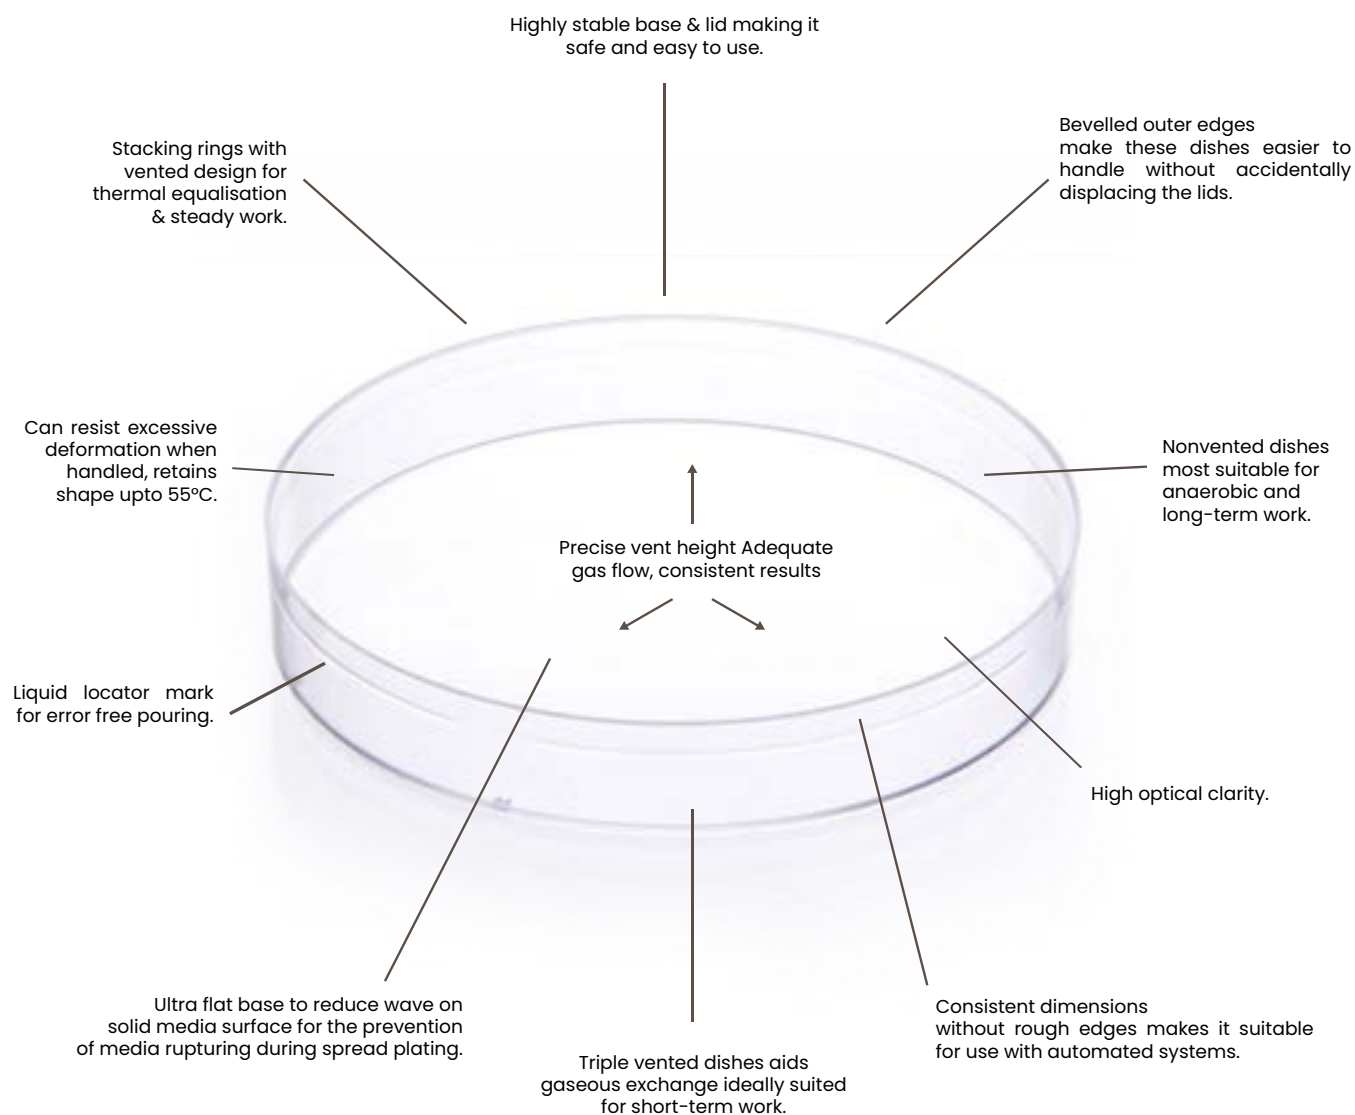 Highly stable base & lid making it
safe and easy to use.
Stacking rings with
vented design for
thermal equalisation
& steady work.
Bevelled outer edges
make these dishes easier to
handle without accidentally
displacing the lids.
Can resist excessive
deformation when
handled, retains
shape upto 55°C.
Nonvented dishes
most suitable for
anaerobic and
long-term work.
Precise vent height Adequate
gas flow, consistent results
Liquid locator mark
for error free pouring.
High optical clarity.
Ultra flat base to reduce wave on
solid media surface for the prevention
of media rupturing during spread plating.
Triple vented dishes aids
gaseous exchange ideally suited
for short-term work.
Consistent dimensions
without rough edges makes it suitable
for use with automated systems.